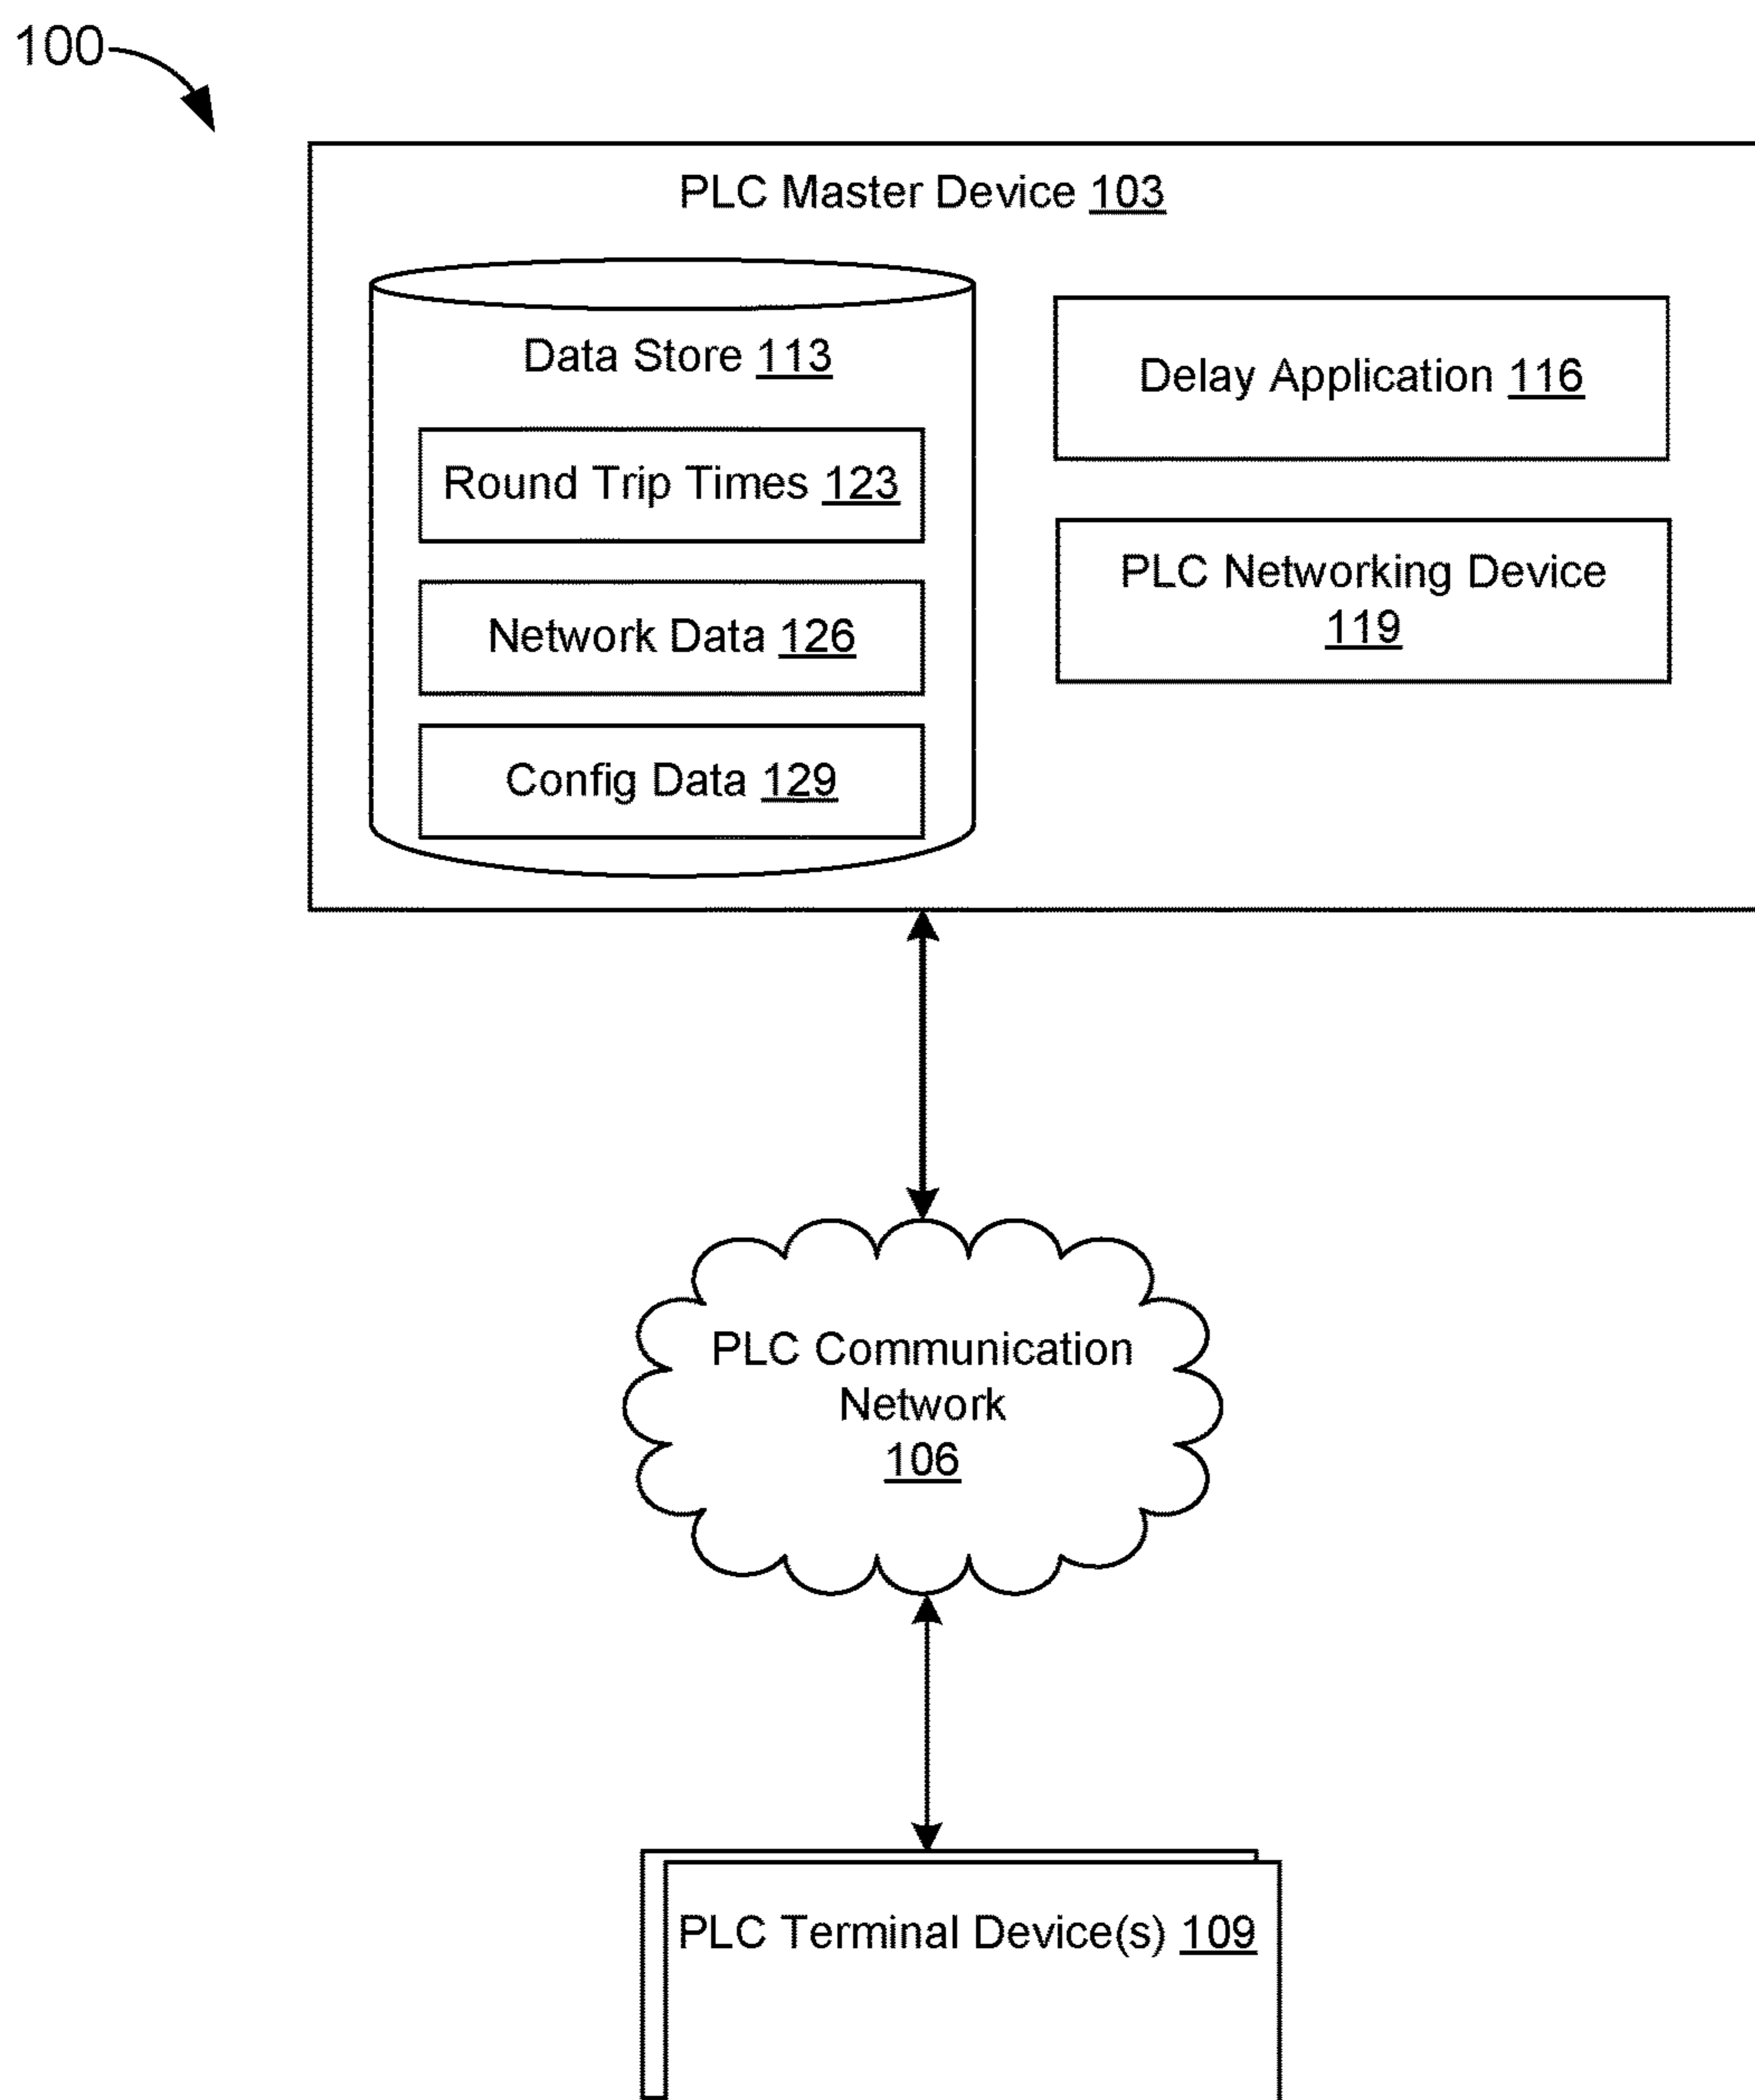 100
PLC Master Device 103
Data Store 113
Round Trip Times 123
Network Data 126
Config Data 129
Delay Application 116
PLC Networking Device
119
PLC Communication
Network
106
PLC Terminal Device(s) 109